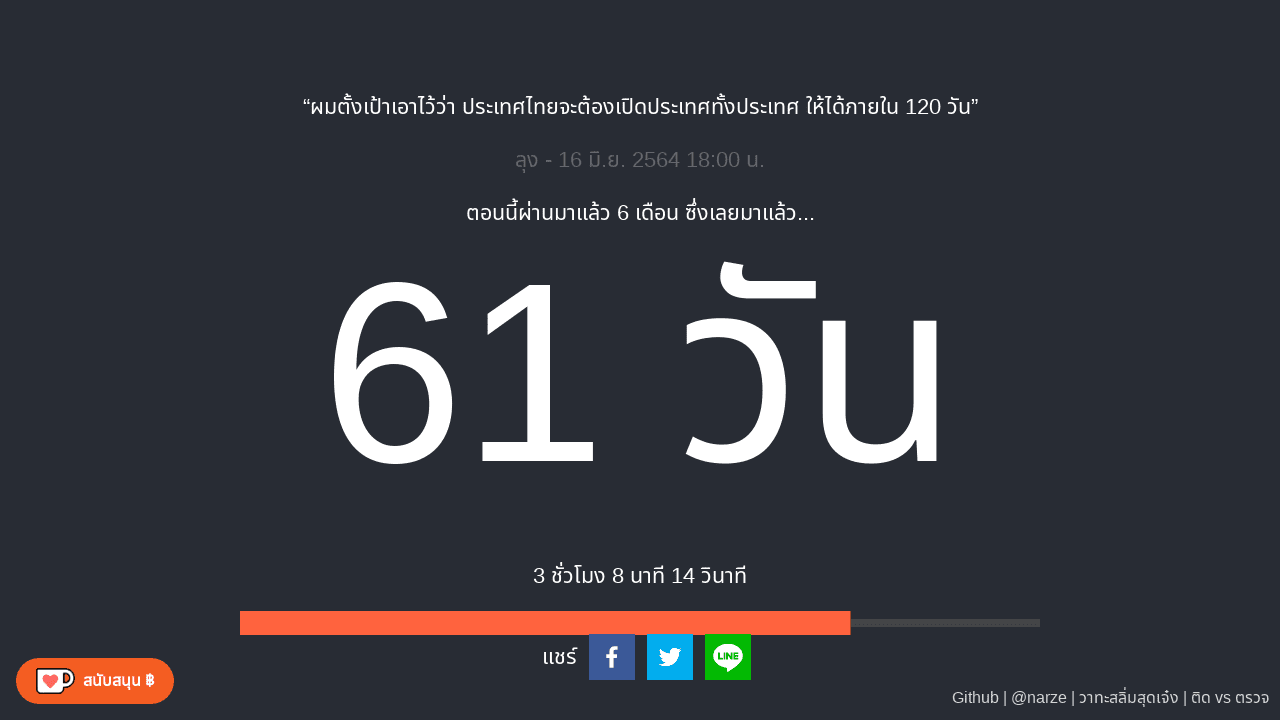 “ผมตั้งเป้าเอาไว้ว่า ประเทศไทยจะต้องเปิดประเทศทั้งประเทศ ให้ได้ภายใน 120 วัน”
ลุง - 16 มิ.ย. 2564 18:00 น.
ตอนนี้ผ่านมาแล้ว 6 เดือน ซึ่งเลยมาแล้ว...
61 วัน
3 ชั่วโมง 8 นาที 14 วินาที
แชร์
LINE
สนับสนุน ฿
Github | @narze | วาทะสลิ่มสุดเจ๋ง | ติด vs ตรวจ